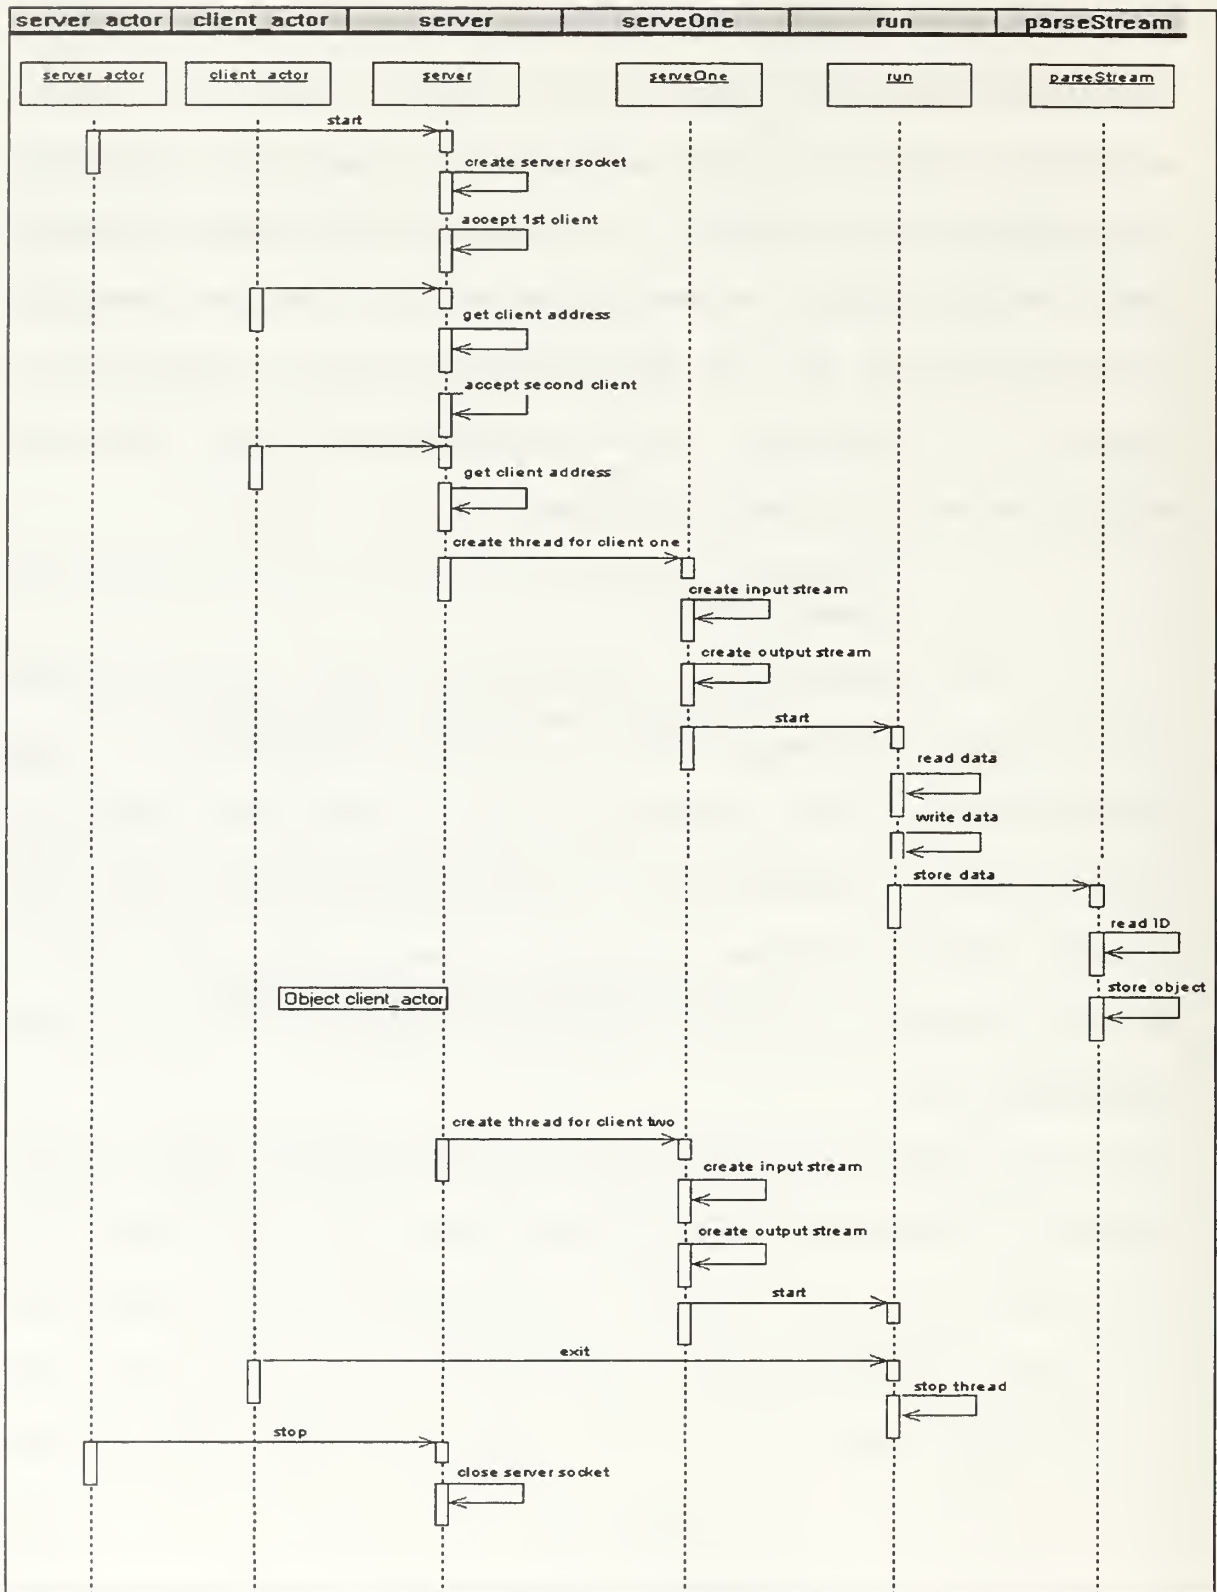 server_actor client_actor server serveOne run parseStream
server_actor client_actor server serveOne run parseStream
start
create server socket
accept 1st client
get client address
accept second client
get client address
create thread for client one
create input stream
create output stream
start
read data
write data
store data
read ID
Object client_actor
store object
create thread for client two
create input stream
create output stream
start
exit
stop thread
stop
close server socket